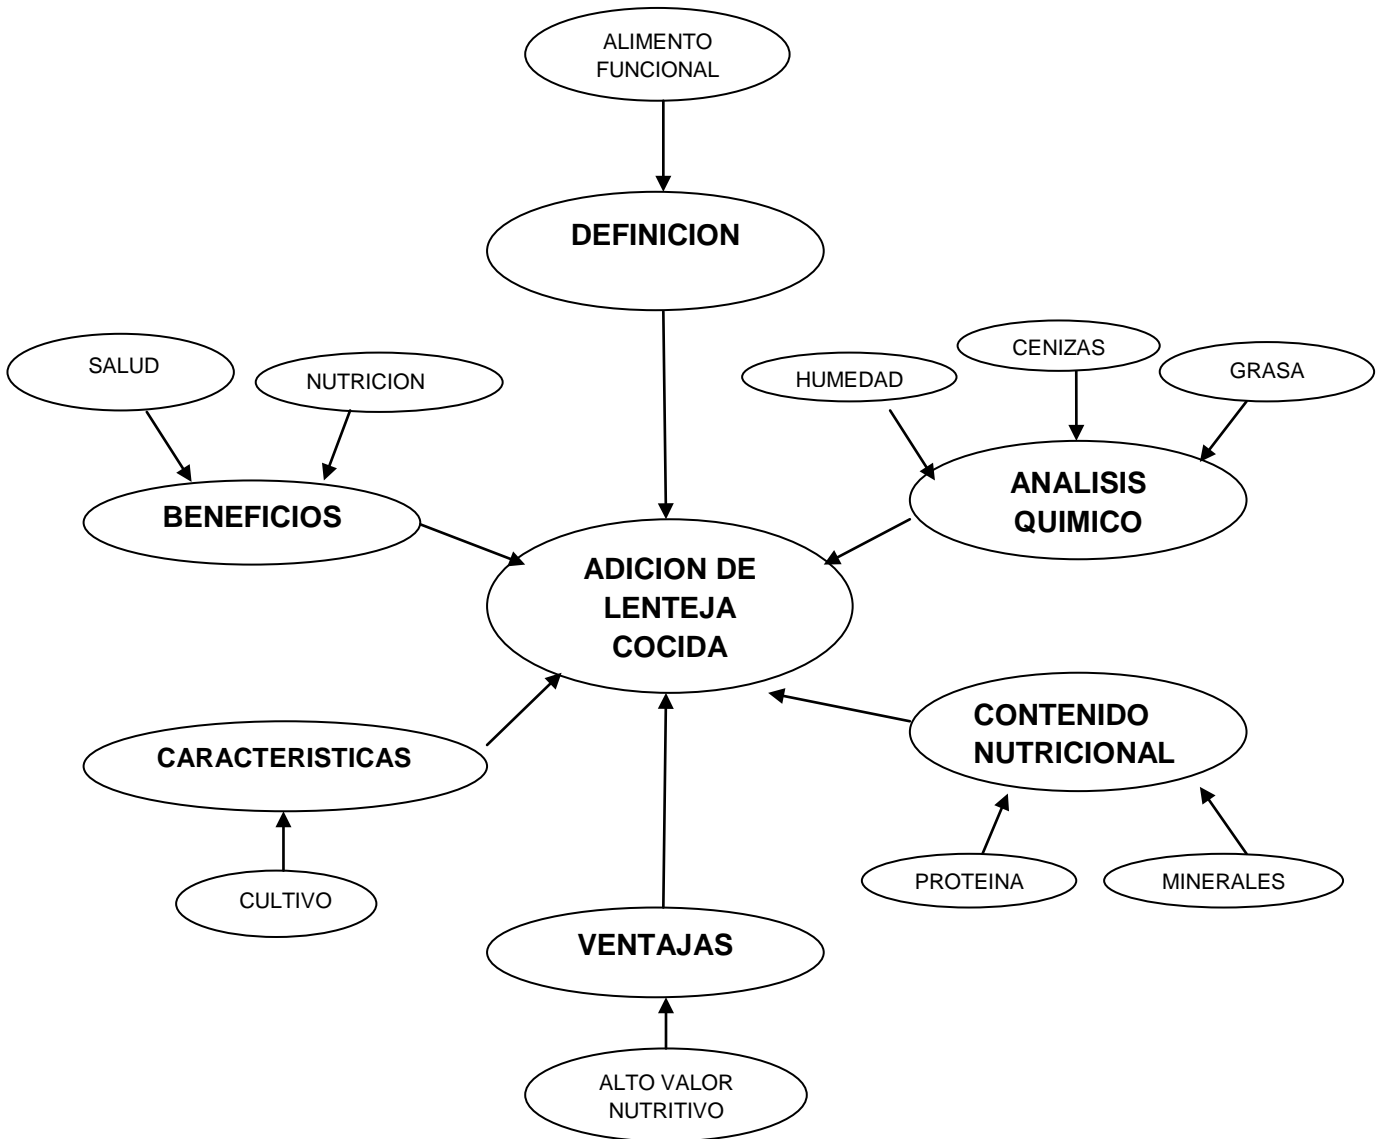 ALIMENTO
FUNCIONAL
DEFINICION
SALUD
NUTRICION
HUMEDAD
CENIZAS
GRASA
BENEFICIOS
ANALISIS
QUIMICO
ADICION DE
LENTEJA
COCIDA
CARACTERISTICAS
CONTENIDO
NUTRICIONAL
CULTIVO
PROTEINA
MINERALES
VENTAJAS
ALTO VALOR
NUTRITIVO